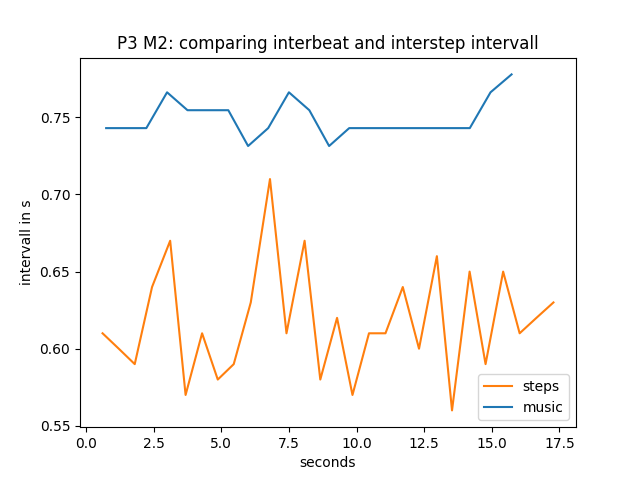 P3 M2: comparing interbeat and interstep intervall
intervall in s
0.75
0.70
0.65
0.60
0.55
0.0 2.5 5.0 7.5 10.0 12.5 15.0 17.5
seconds
steps
music